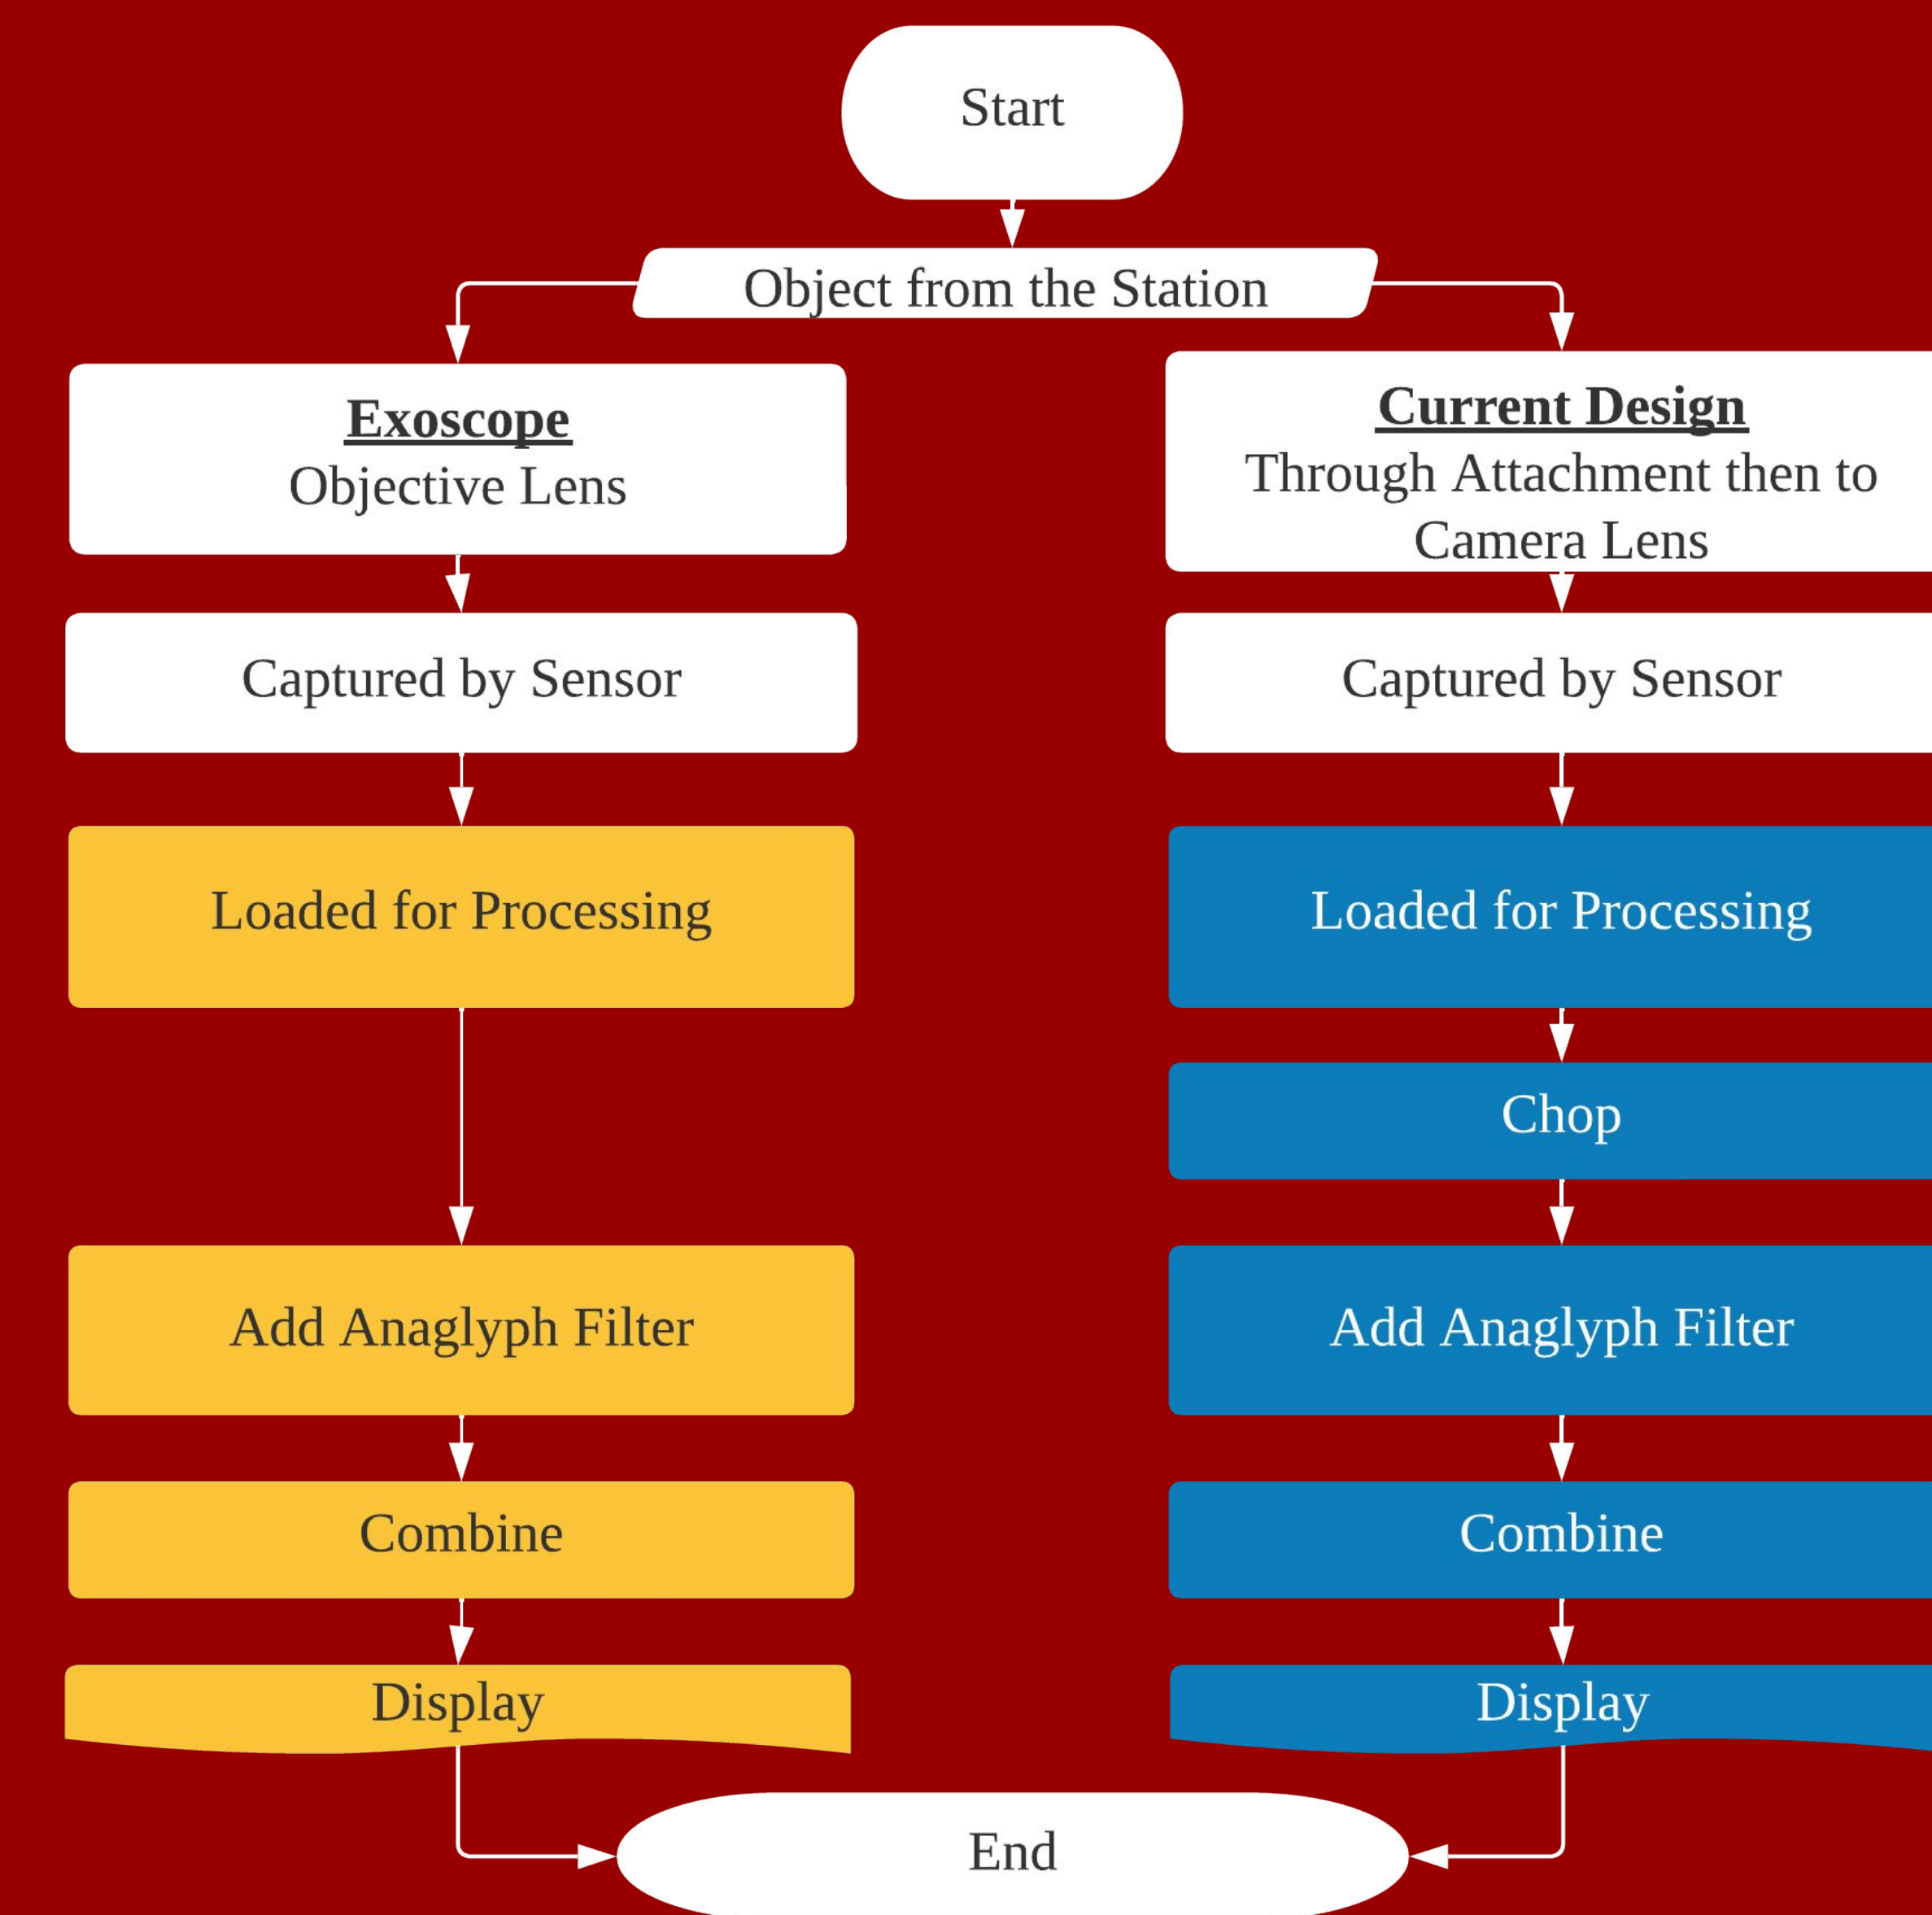 Start
Object from the Station
Exoscope
Objective Lens
Captured by Sensor
Loaded for Processing
Add Anaglyph Filter
Combine
Display
Current Design
Through Attachment then to
Camera Lens
Captured by Sensor
Loaded for Processing
Chop
Add Anaglyph Filter
Combine
Display
End